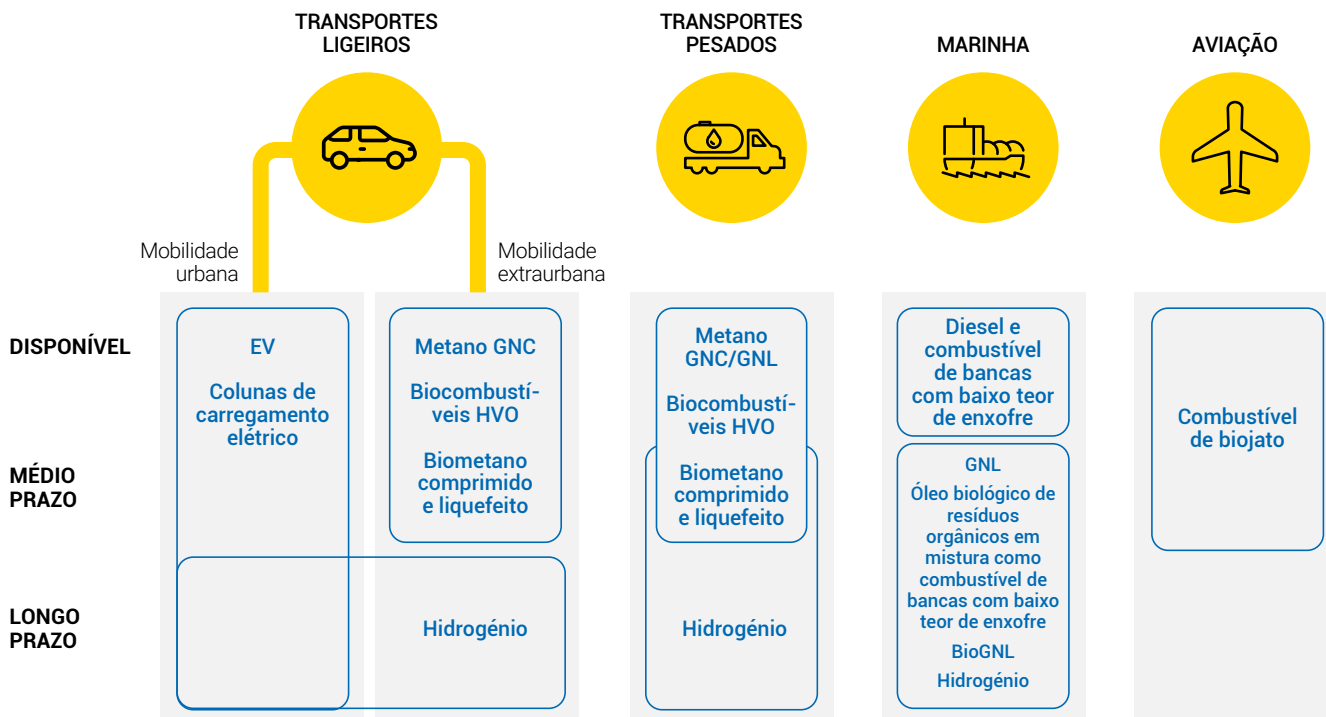 TRANSPORTES
LIGEIROS
TRANSPORTES
PESADOS
MARINHA
AVIAÇÃO
Mobilidade
urbana
Mobilidade
extraurbana
DISPONÍVEL
MÉDIO
PRAZO
LONGO
PRAZO
EV
Colunas de
carregamento
elétrico
Metano GNC
Biocombustí-
veis HVO
Biometano
comprimido
e liquefeito
Hidrogénio
Metano
GNC/GNL
Biocombustí-
veis HVO
Biometano
comprimido
e liquefeito
Hidrogénio
Diesel e
combustível
de bancas
com baixo teor
de enxofre
GNL
Óleo biológico de
resíduos
orgânicos em
mistura como
combustível de
bancas com baixo
teor de enxofre
BioGNL
Hidrogénio
Combustível
de biojato